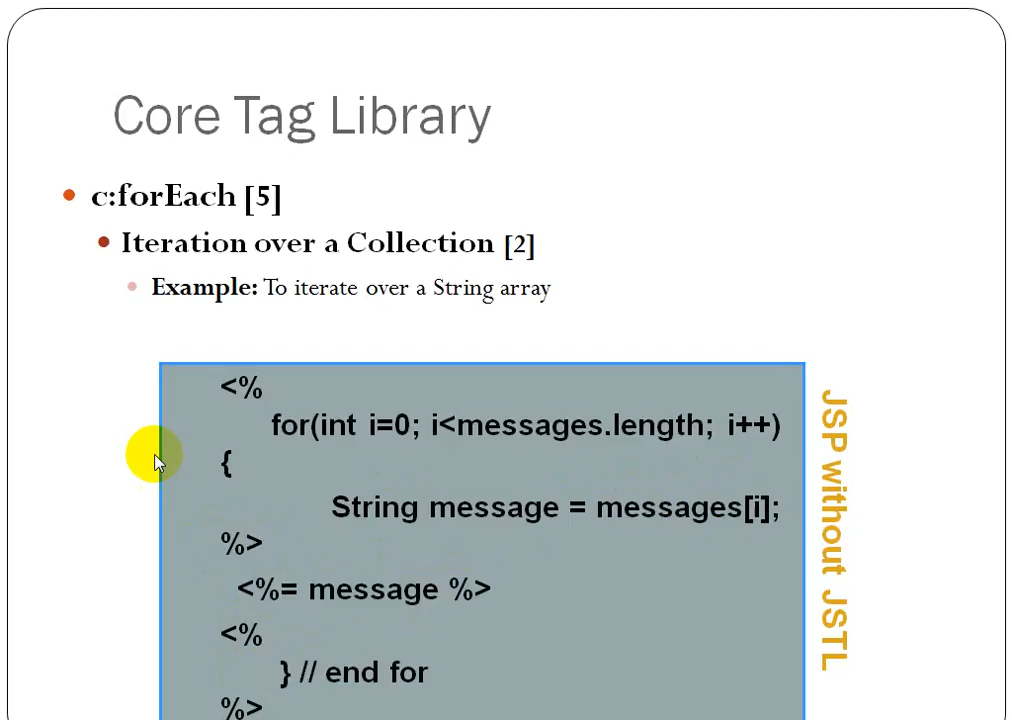 Core Tag Library
c:forEach [5]
Iteration over a Collection [2]
Example: To iterate over a String array
<%
for(int i=0; i<messages.length; i++)
{
String message = messages[i];
%>
<%= message %>
<%
} // end for
%>
JSP without JSTL